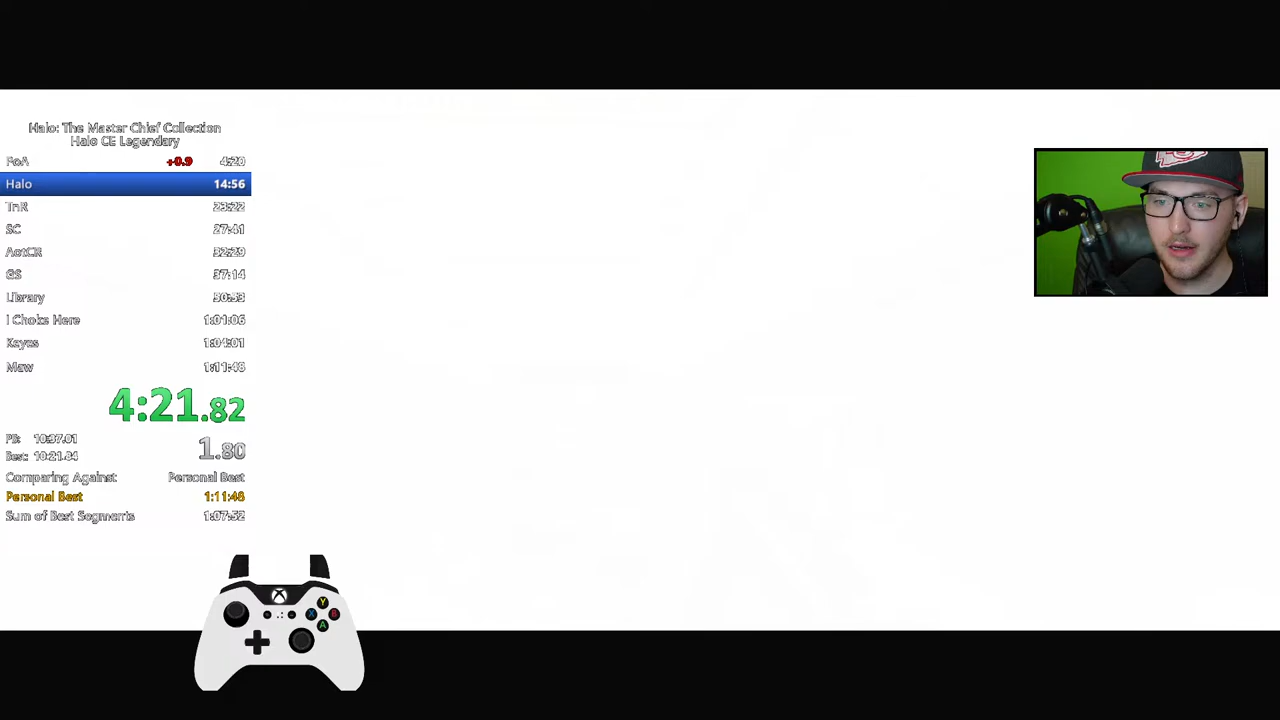 Halo: The Master Chief Collection
Halo CE Legendary
PoA +0.9 4:20
Halo 14:56
TnR 23:22
SC 27:41
AotCR 32:29
GS 37:14
Library 50:53
I Choke Here 1:01:06
Keyes 1:04:01
Maw 1:11:48
4:21.82
PB: 10:37.01
1.80
Best: 10:21.84
Comparing Against Personal Best
Personal Best 1:11:48
Sum of Best Segments 1:07:52
Y
X B
A